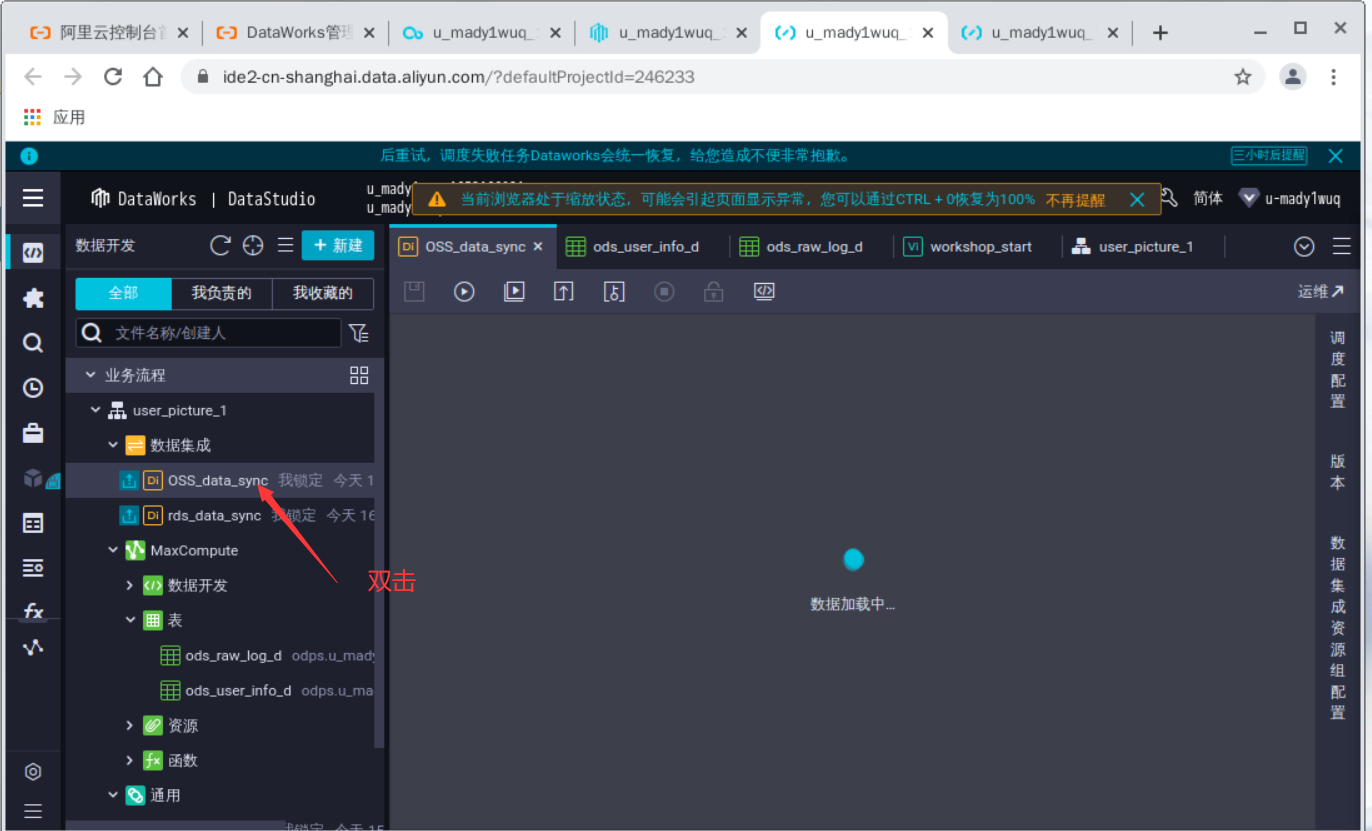 阿里云控制台首
DataWorks管理
u_mady1wuq_
u_mady1wuq_
u_mady1wuq_
u_mady1wuq_
ide2-cn-shanghai.data.aliyun.com/?defaultProjectId=246233
应用
后重试，调度失败任务Dataworks会统一恢复，给您造成不便非常抱歉。
三小时后提醒
DataWorks | DataStudio
u_mady
u_mady
当前浏览器处于缩放状态，可能会引起页面显示异常，您可以通过CTRL + 0恢复为100%
不再提醒
简体
u-mady1wuq
数据开发
新建
OSS_data_sync
ods_user_info_d
ods_raw_log_d
Vi workshop_start
user_picture_1
全部
我负责的
我收藏的
运维
文件名称/创建人
业务流程
user_picture_1
数据集成
Di OSS_data_sync 我锁定 今天 1
Di rds_data_sync 我锁定 今天 16
MaxCompute
双击
数据开发
表
数据加载中...
ods_raw_log_d odps.u_mady
ods_user_info_d odps.u_ma
资源
函数
通用
调度配置
版本
数据集成资源组配置
fx
我锁定 今天 15